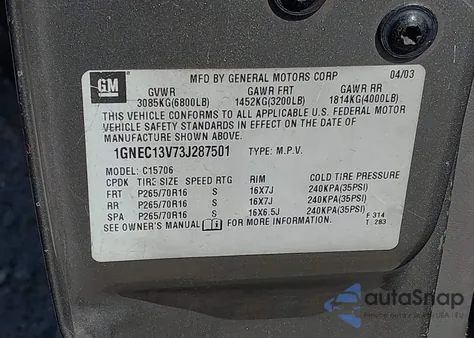 GM
MFD BY GENERAL MOTORS CORP 04/03
GVWR GAWR FRT GAWR RR
3085KG(6800LB) 1452KG(3200LB) 1814KG(4000LB)
THIS VEHICLE CONFORMS TO ALL APPLICABLE U.S. FEDERAL MOTOR
VEHICLE SAFETY STANDARDS IN EFFECT ON THE DATE OF
MANUFACTURE SHOWN ABOVE.
1GNEC13V73J287501 TYPE: M.P.V.
MODEL: C15706
CPDK TIRE SIZE SPEED RTG RIM COLD TIRE PRESSURE
FRT P265/70R16 S 16X7J 240KPA(35PSI)
RR P265/70R16 S 16X7J 240KPA(35PSI)
SPA P265/70R16 S 16X6.5J 240KPA(35PSI)
SEE OWNER'S MANUAL FOR MORE INFORMATION. F 314
T 283
autoSnap